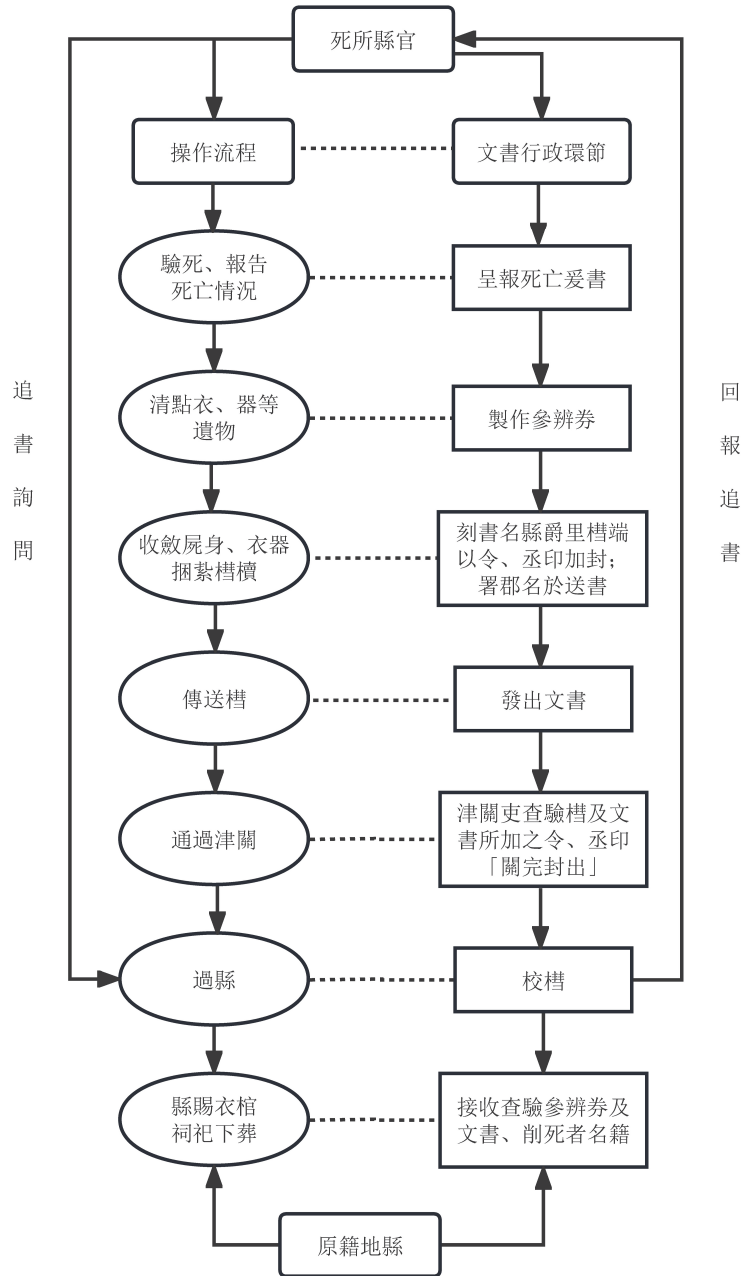 死所縣官
操作流程
文書行政環節
驗死、報告
死亡情況
呈報死亡爰書
清點衣、器等
遺物
製作參辨券
收斂屍身、衣器
捆紮槥櫝
刻書名縣爵里槥端
以令、丞印加封；
署郡名於送書
傳送槥
發出文書
通過津關
津關吏查驗槥及文
書所加之令、丞印
「關完封出」
過縣
校槥
縣賜衣棺
祠祀下葬
接收查驗參辨券及
文書、削死者名籍
原籍地縣
追書詢問
回報追書